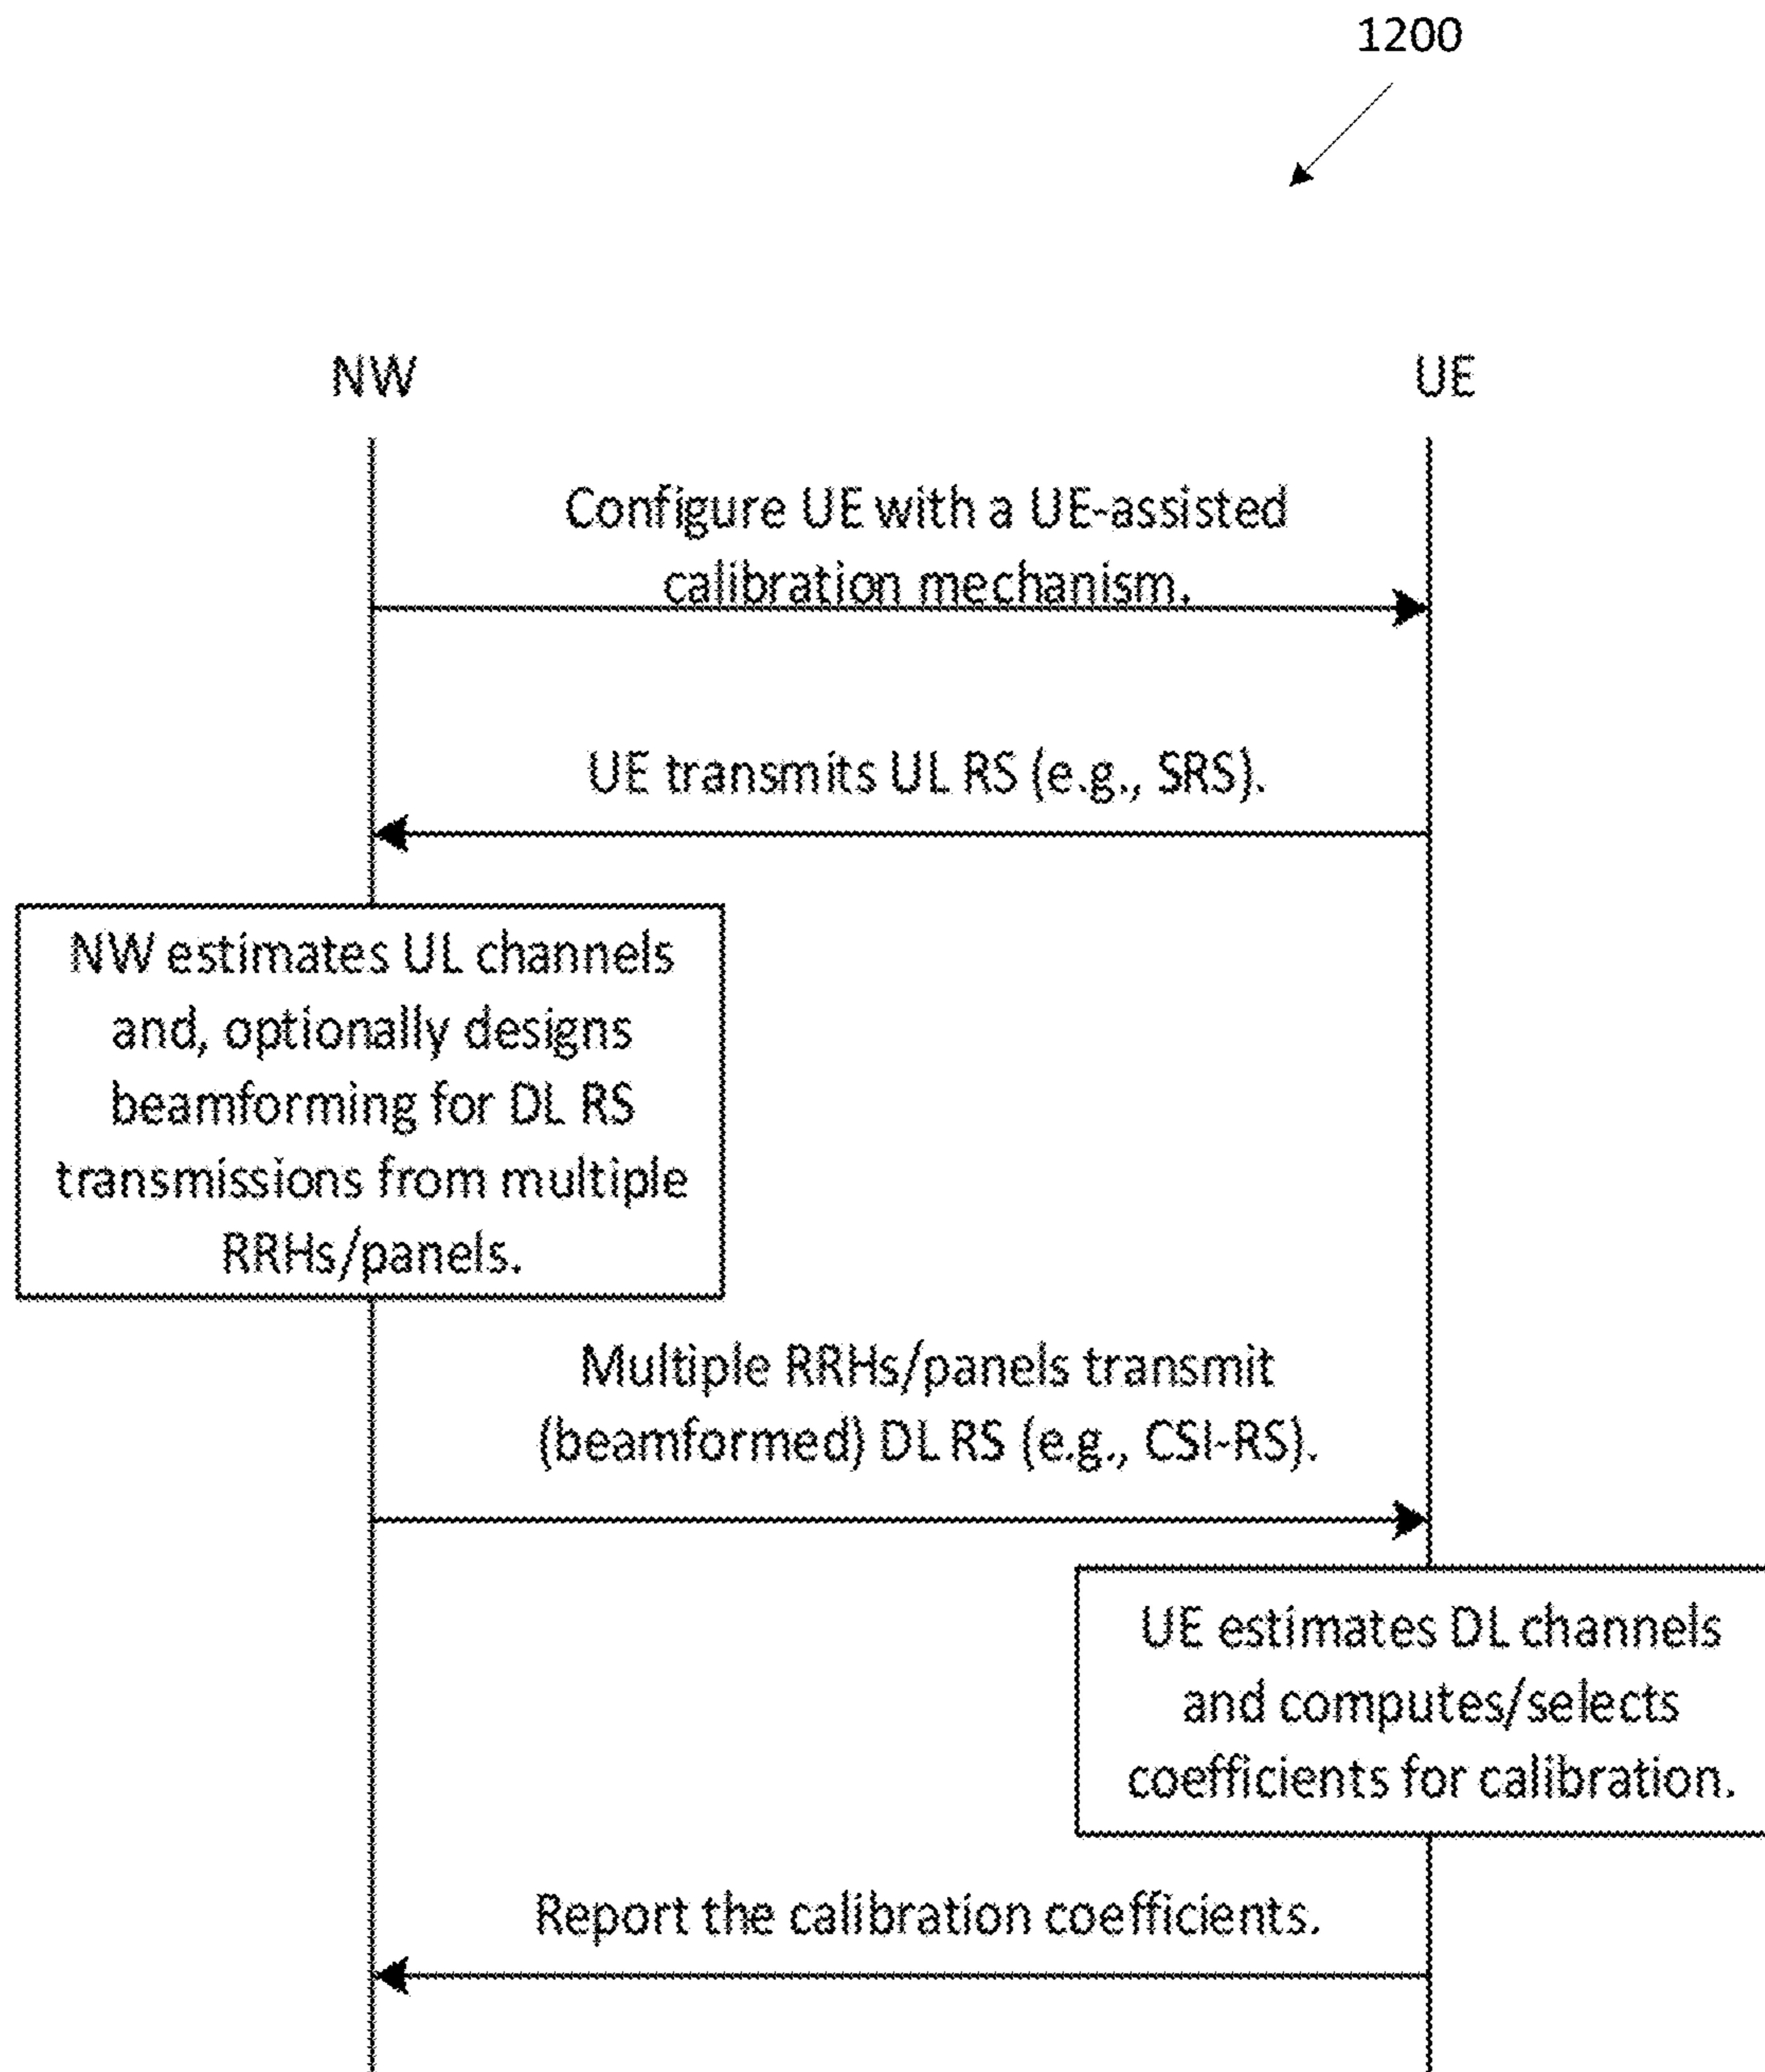 1200
NW
UE
Configure UE with a UE-assisted
calibration mechanism.
UE transmits UL RS (e.g., SRS).
NW estimates UL channels
and, optionally designs
beamforming for DL RS
transmissions from multiple
RRHs/panels.
Multiple RRHs/panels transmit
(beamformed) DL RS (e.g., CSI-RS).
UE estimates DL channels
and computes/selects
coefficients for calibration.
Report the calibration coefficients.